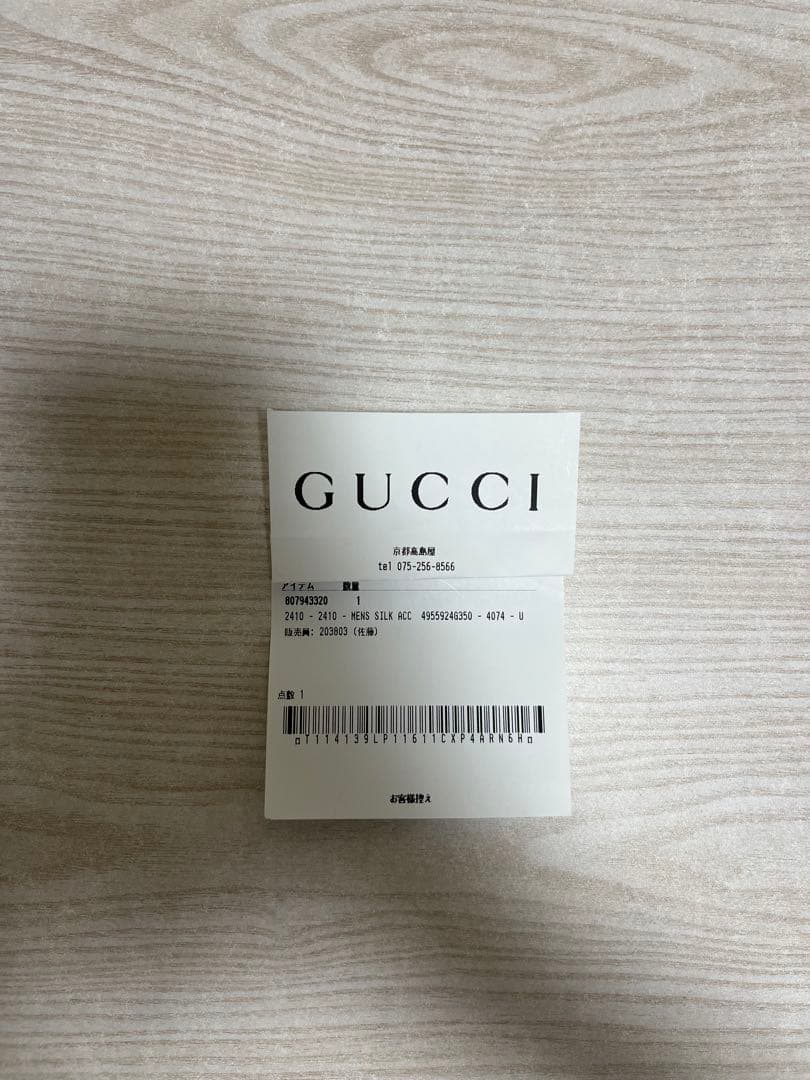 GUCCI
京都高島屋
tel 075-256-8566
アイテム 数量
807943320 1
2410 - 2410 - MENS SILK ACC 4955924G350 - 4074 - U
販売員: 203803 (佐藤)
点数 1
T114139LP11611CXP4ARN6H
お客様控え